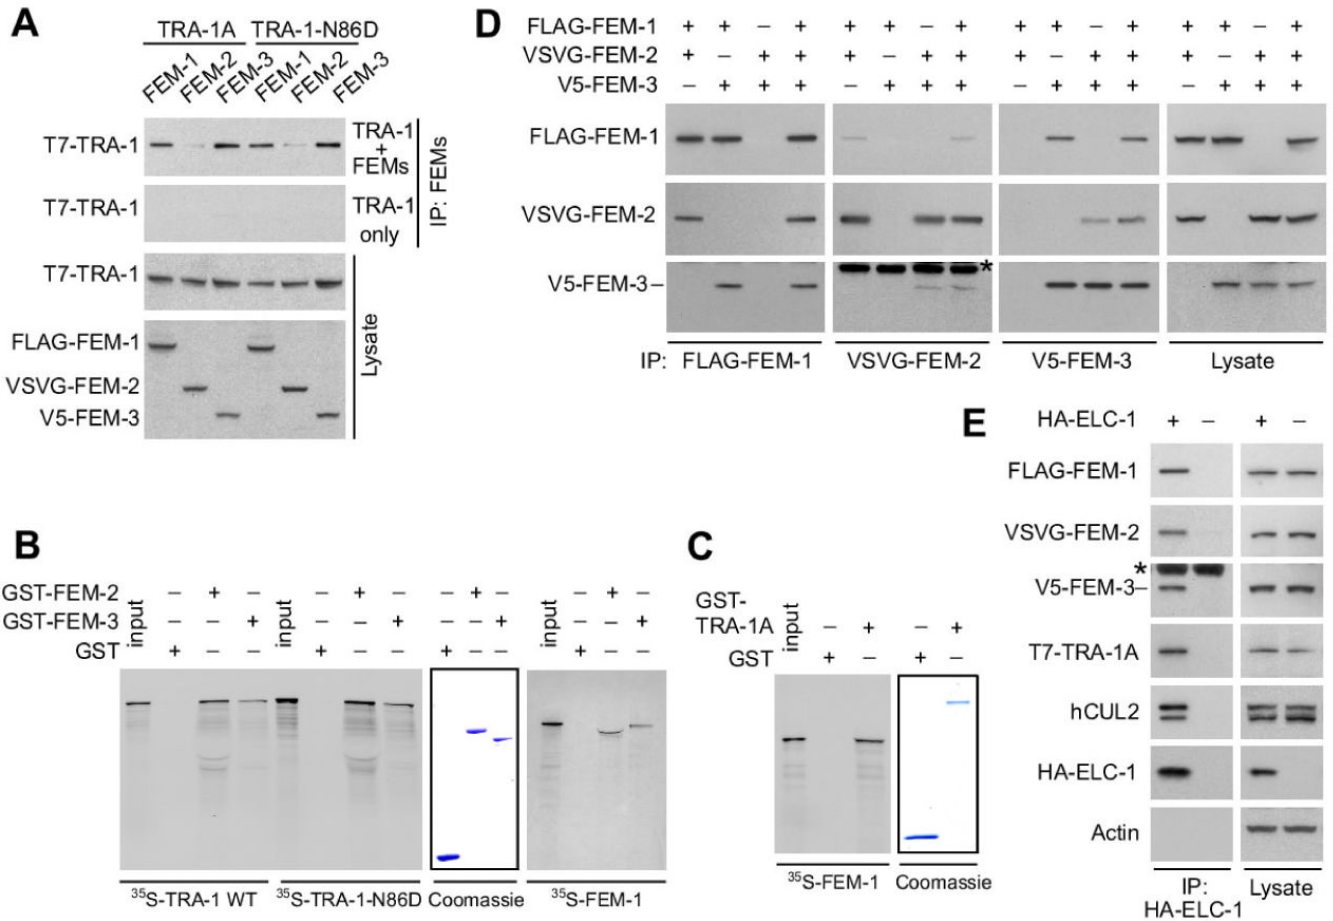 A
TRA-1A TRA-1-N86D
FEM-1 FEM-2 FEM-3 FEM-1 FEM-2 FEM-3
T7-TRA-1
TRA-1
+
FEMs
T7-TRA-1
TRA-1
only
IP: FEMs
T7-TRA-1
FLAG-FEM-1
VSVG-FEM-2
V5-FEM-3
Lysate
D
FLAG-FEM-1 + + – + + + – + + + – + + + – +
VSVG-FEM-2 + – + + + – + + + – + + + – + +
V5-FEM-3 – + + + – + + + – + + + – + + +
FLAG-FEM-1
VSVG-FEM-2
V5-FEM-3 –
*
IP: FLAG-FEM-1 VSVG-FEM-2 V5-FEM-3 Lysate
B
GST-FEM-2 input – + – input – + – – + – input – + –
GST-FEM-3 – – + – – + – – + – – +
GST + – – + – – + – – + – –
35S-TRA-1 WT 35S-TRA-1-N86D Coomassie 35S-FEM-1
C
GST-
TRA-1A input – + – +
GST + – + –
35S-FEM-1 Coomassie
E
HA-ELC-1 + – + –
FLAG-FEM-1
VSVG-FEM-2
*
V5-FEM-3 –
T7-TRA-1A
hCUL2
HA-ELC-1
Actin
IP:
HA-ELC-1
Lysate